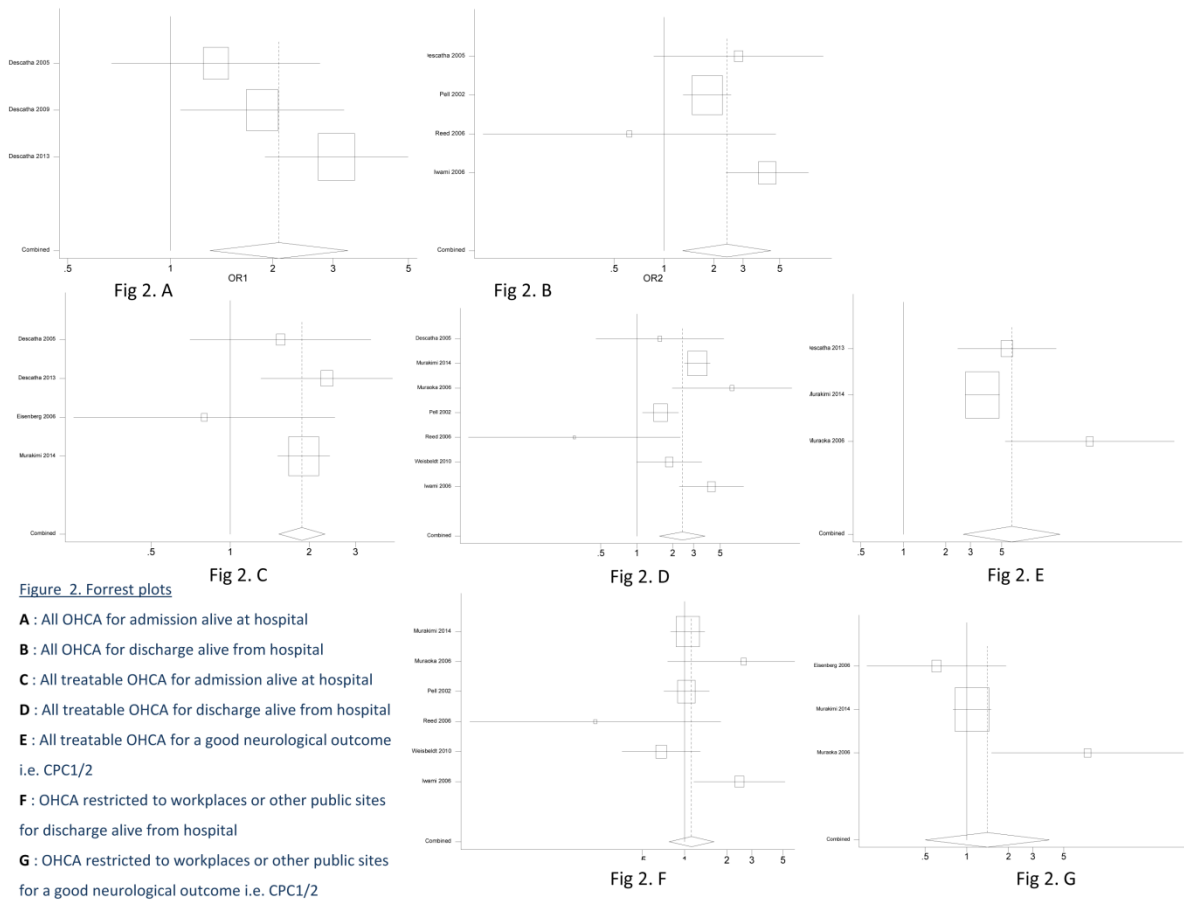 Descatha 2005
Descatha 2009
Descatha 2013
Combined
.5 1 2 3 5
OR1
Fig 2. A
escatha 2005
Pell 2002
Reed 2006
Iwami 2006
Combined
.5 1 2 3 5
OR2
Fig 2. B
Descatha 2005
Descatha 2013
Eisenberg 2006
Murakimi 2014
Combined
.5 1 2 3
Fig 2. C
Descatha 2005
Murakimi 2014
Muraoka 2006
Pell 2002
Reed 2006
Weisbeldt 2010
Iwami 2006
Combined
.5 1 2 3 5
Fig 2. D
escatha 2013
Murakimi 2014
Muraoka 2006
Combined
.5 1 2 3 5
Fig 2. E
Figure 2. Forrest plots
A : All OHCA for admission alive at hospital
B : All OHCA for discharge alive from hospital
C : All treatable OHCA for admission alive at hospital
D : All treatable OHCA for discharge alive from hospital
E : All treatable OHCA for a good neurological outcome
i.e. CPC1/2
F : OHCA restricted to workplaces or other public sites
for discharge alive from hospital
G : OHCA restricted to workplaces or other public sites
for a good neurological outcome i.e. CPC1/2
Murakimi 2014
Muraoka 2006
Pell 2002
Reed 2006
Weisbeldt 2010
Iwami 2006
Combined
.5 1 2 3 5
Fig 2. F
Eisenberg 2006
Murakimi 2014
Muraoka 2006
Combined
.5 1 2 3 5
Fig 2. G